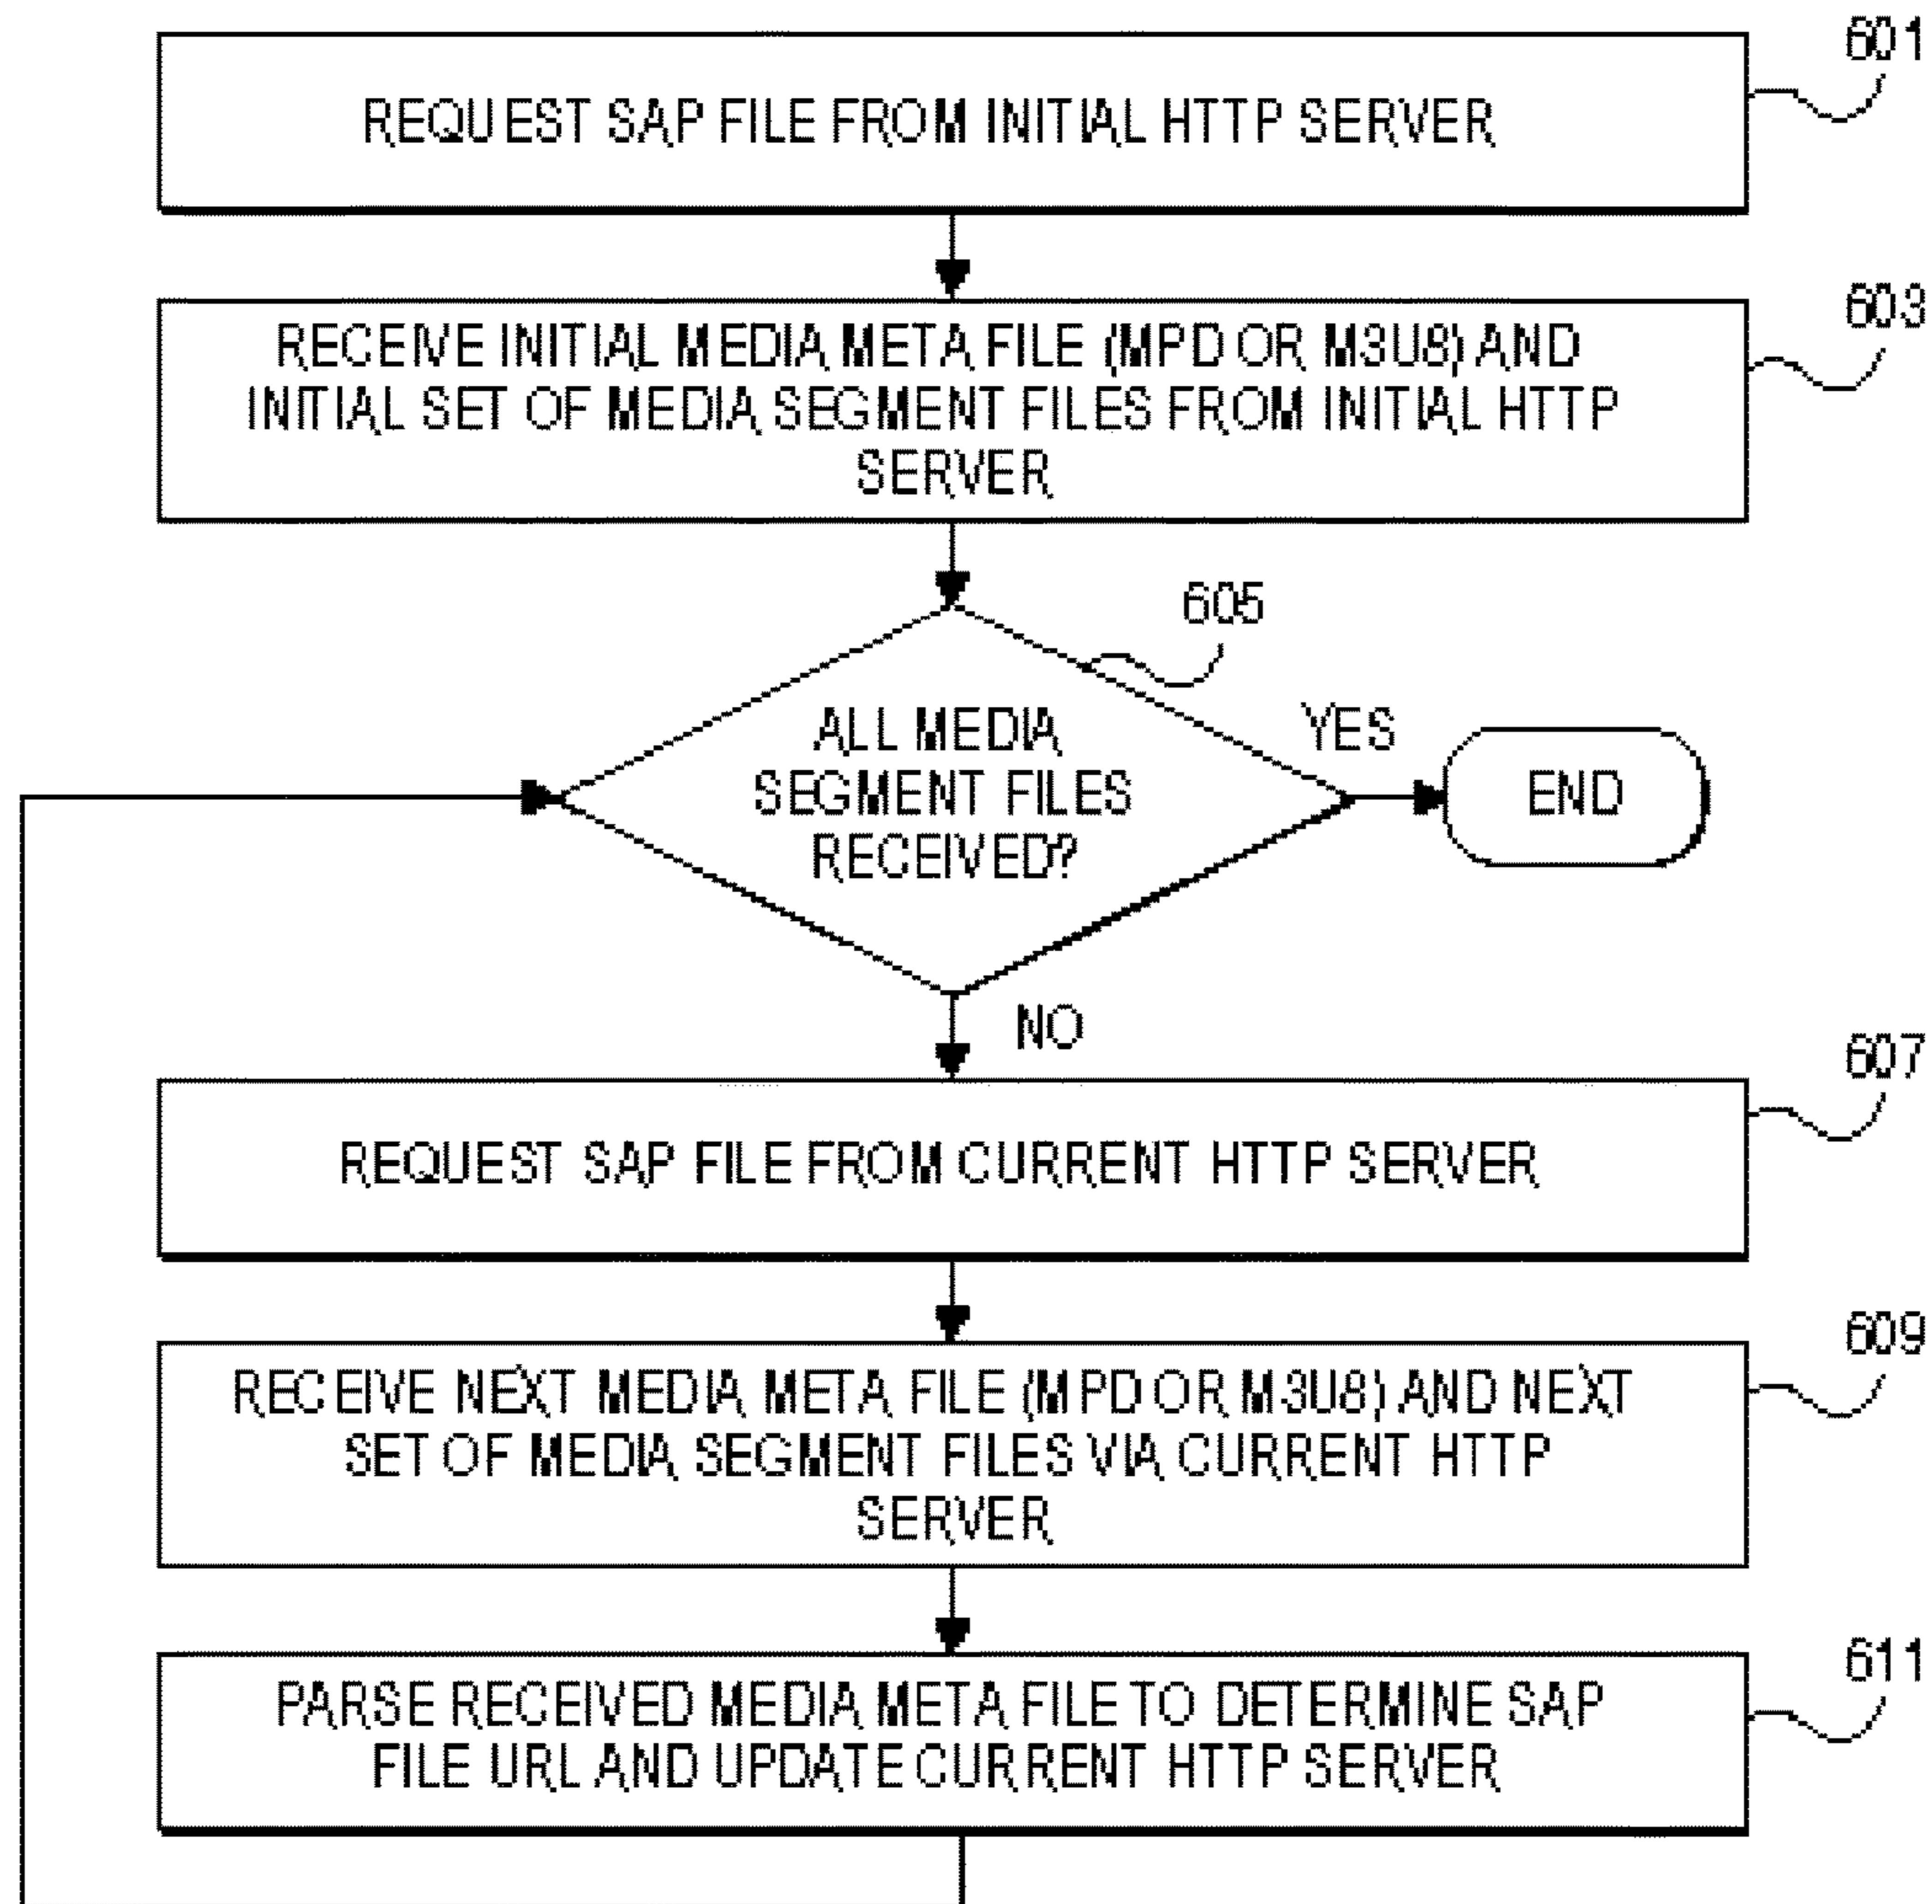 601
REQUEST SAP FILE FROM INITIAL HTTP SERVER
603
RECEIVE INITIAL MEDIA META FILE (MPD OR M3U8) AND
INITIAL SET OF MEDIA SEGMENT FILES FROM INITIAL HTTP
SERVER
605
ALL MEDIA
SEGMENT FILES
RECEIVED?
YES
END
NO
607
REQUEST SAP FILE FROM CURRENT HTTP SERVER
609
RECEIVE NEXT MEDIA META FILE (MPD OR M3U8) AND NEXT
SET OF MEDIA SEGMENT FILES VIA CURRENT HTTP
SERVER
611
PARSE RECEIVED MEDIA META FILE TO DETERMINE SAP
FILE URL AND UPDATE CURRENT HTTP SERVER